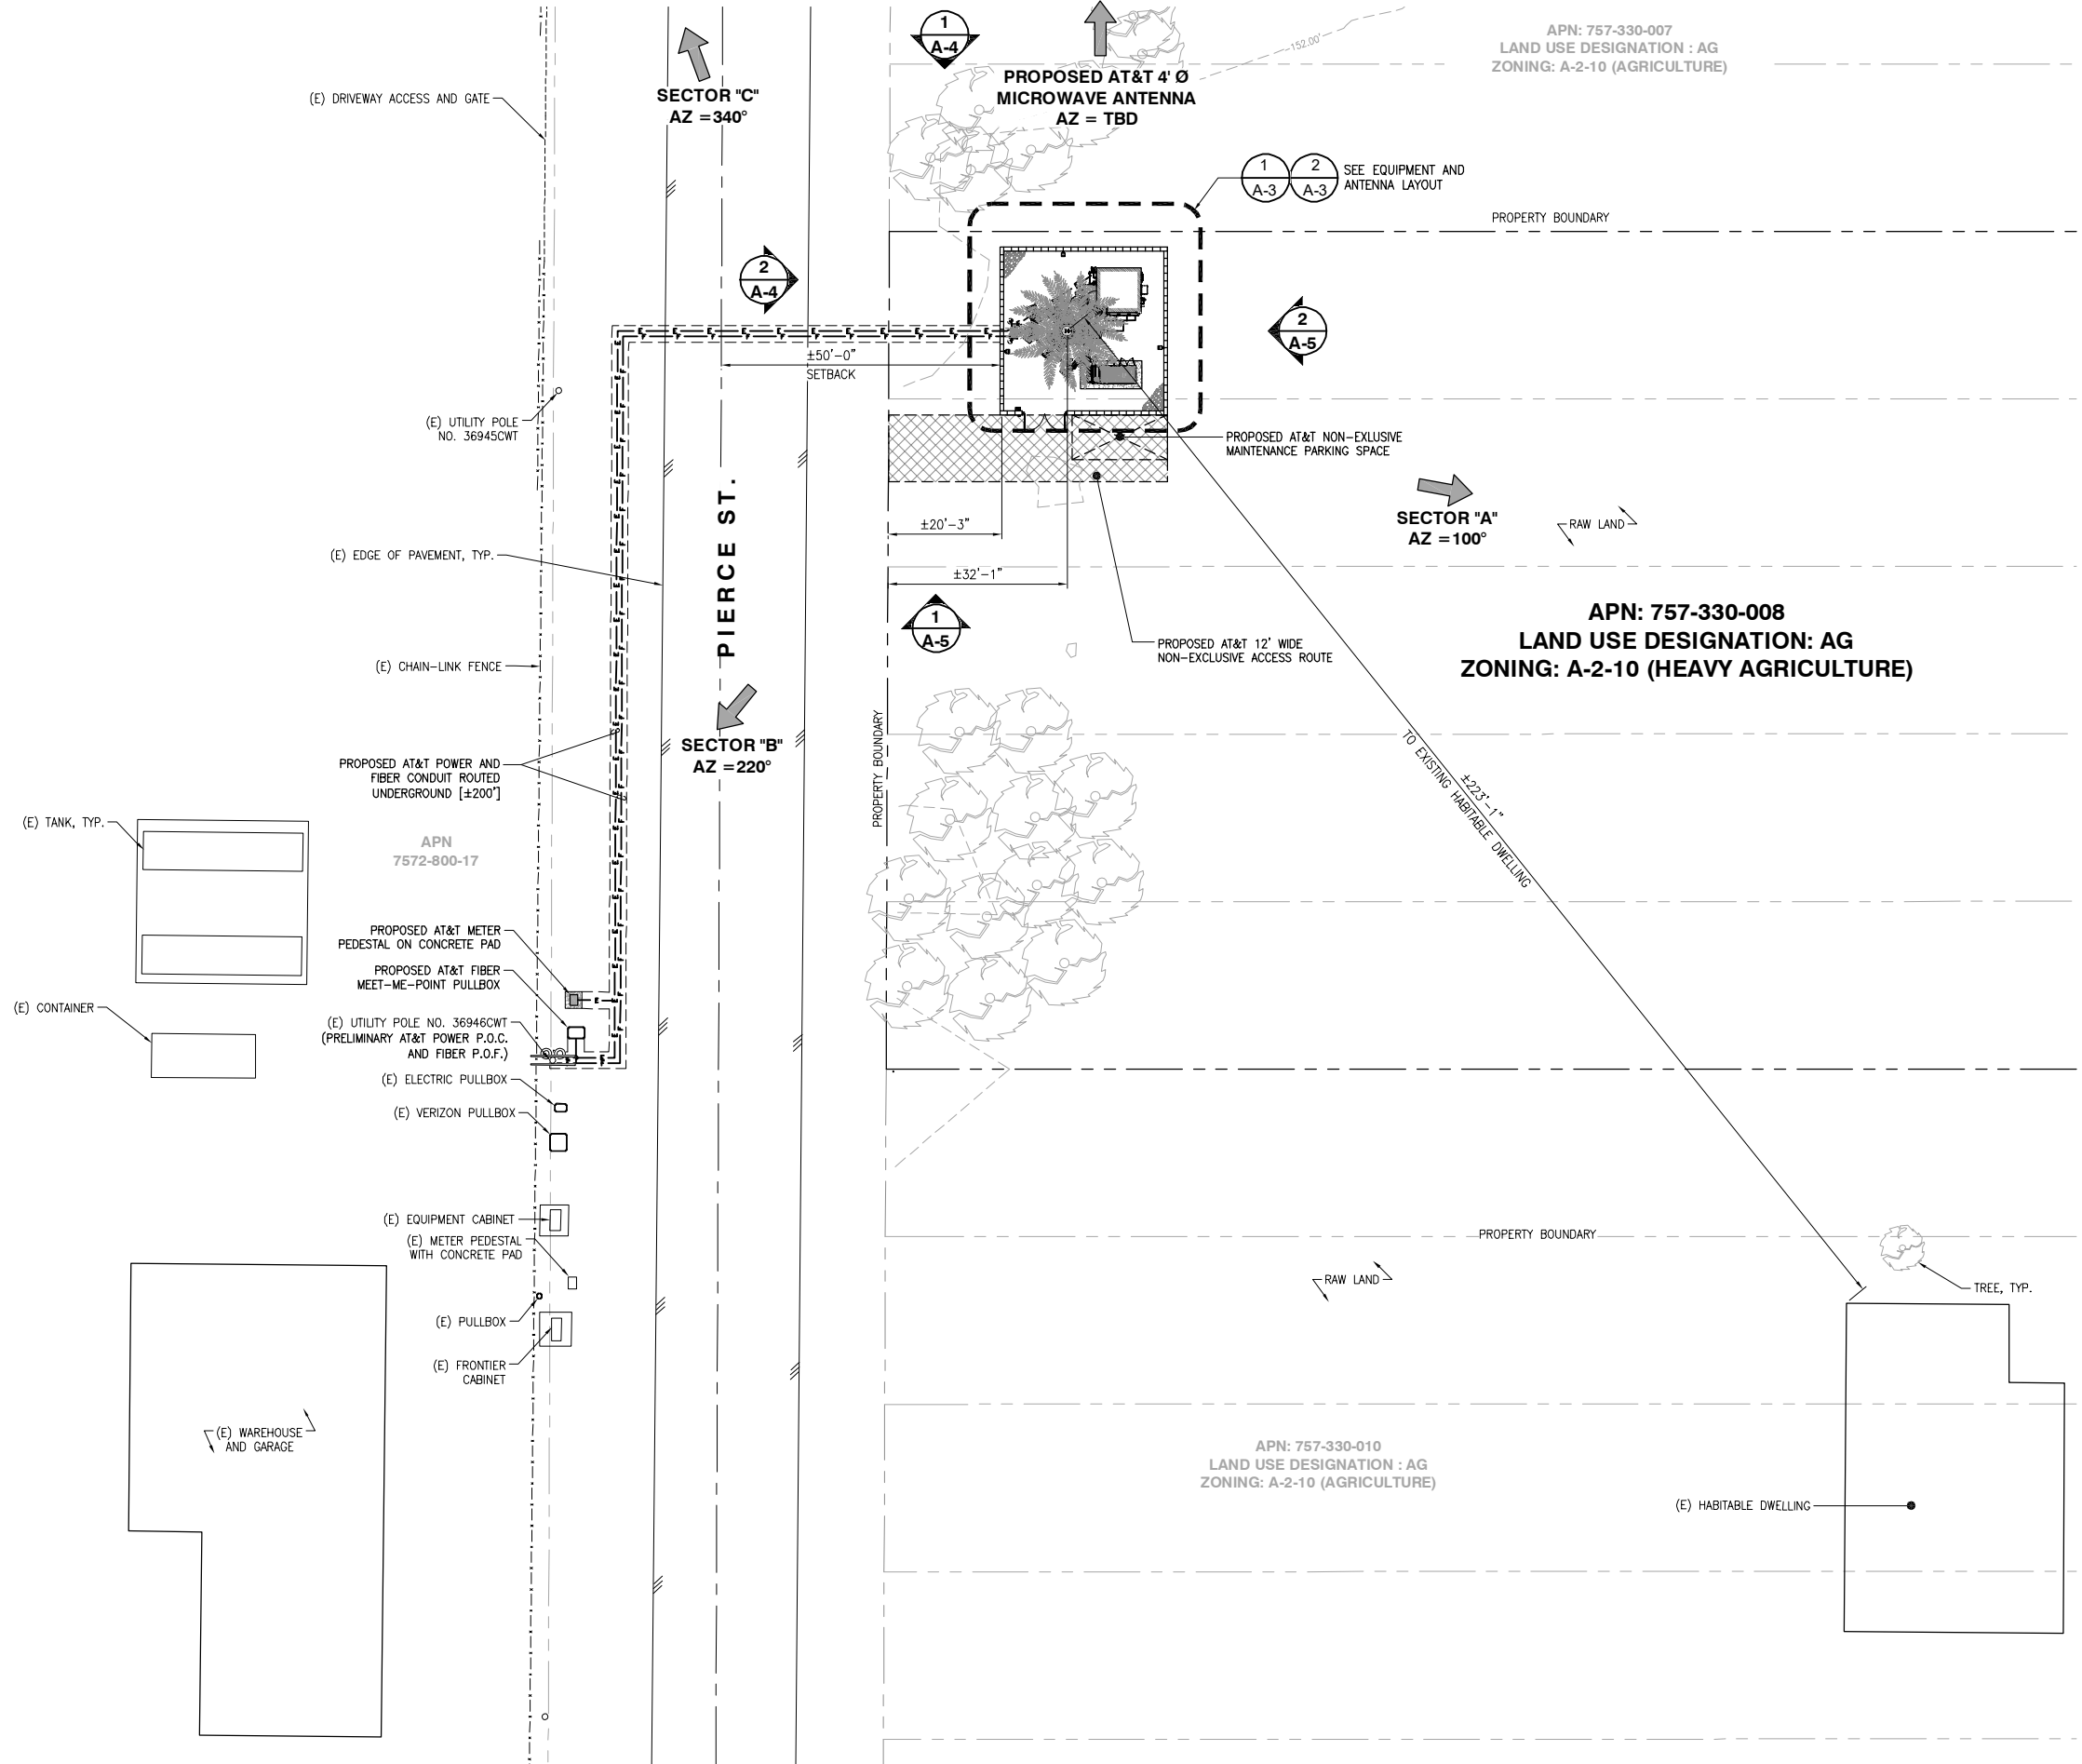 1
A-4
APN: 757-330-007
LAND USE DESIGNATION : AG
ZONING: A-2-10 (AGRICULTURE)
152.00'
PROPOSED AT&T 4' Ø
MICROWAVE ANTENNA
AZ = TBD
SECTOR "C"
AZ =340°
(E) DRIVEWAY ACCESS AND GATE
1
A-3
2
A-3
SEE EQUIPMENT AND
ANTENNA LAYOUT
PROPERTY BOUNDARY
2
A-4
2
A-5
±50'-0"
SETBACK
(E) UTILITY POLE
NO. 36945CWT
PROPOSED AT&T NON-EXLUSIVE
MAINTENANCE PARKING SPACE
PIERCE ST.
SECTOR "A"
AZ =100°
RAW LAND
±20'-3"
(E) EDGE OF PAVEMENT, TYP.
±32'-1"
1
A-5
APN: 757-330-008
LAND USE DESIGNATION: AG
ZONING: A-2-10 (HEAVY AGRICULTURE)
PROPOSED AT&T 12' WIDE
NON-EXCLUSIVE ACCESS ROUTE
(E) CHAIN-LINK FENCE
SECTOR "B"
AZ =220°
PROPERTY BOUNDARY
±223'-1"
TO EXISTING HABITABLE DWELLING
PROPOSED AT&T POWER AND
FIBER CONDUIT ROUTED
UNDERGROUND [±200']
(E) TANK, TYP.
APN
7572-800-17
PROPOSED AT&T METER
PEDESTAL ON CONCRETE PAD
PROPOSED AT&T FIBER
MEET-ME-POINT PULLBOX
(E) CONTAINER
(E) UTILITY POLE NO. 36946CWT
(PRELIMINARY AT&T POWER P.O.C.
AND FIBER P.O.F.)
(E) ELECTRIC PULLBOX
(E) VERIZON PULLBOX
(E) EQUIPMENT CABINET
(E) METER PEDESTAL
WITH CONCRETE PAD
PROPERTY BOUNDARY
RAW LAND
TREE, TYP.
(E) PULLBOX
(E) FRONTIER
CABINET
(E) WAREHOUSE
AND GARAGE
APN: 757-330-010
LAND USE DESIGNATION : AG
ZONING: A-2-10 (AGRICULTURE)
(E) HABITABLE DWELLING